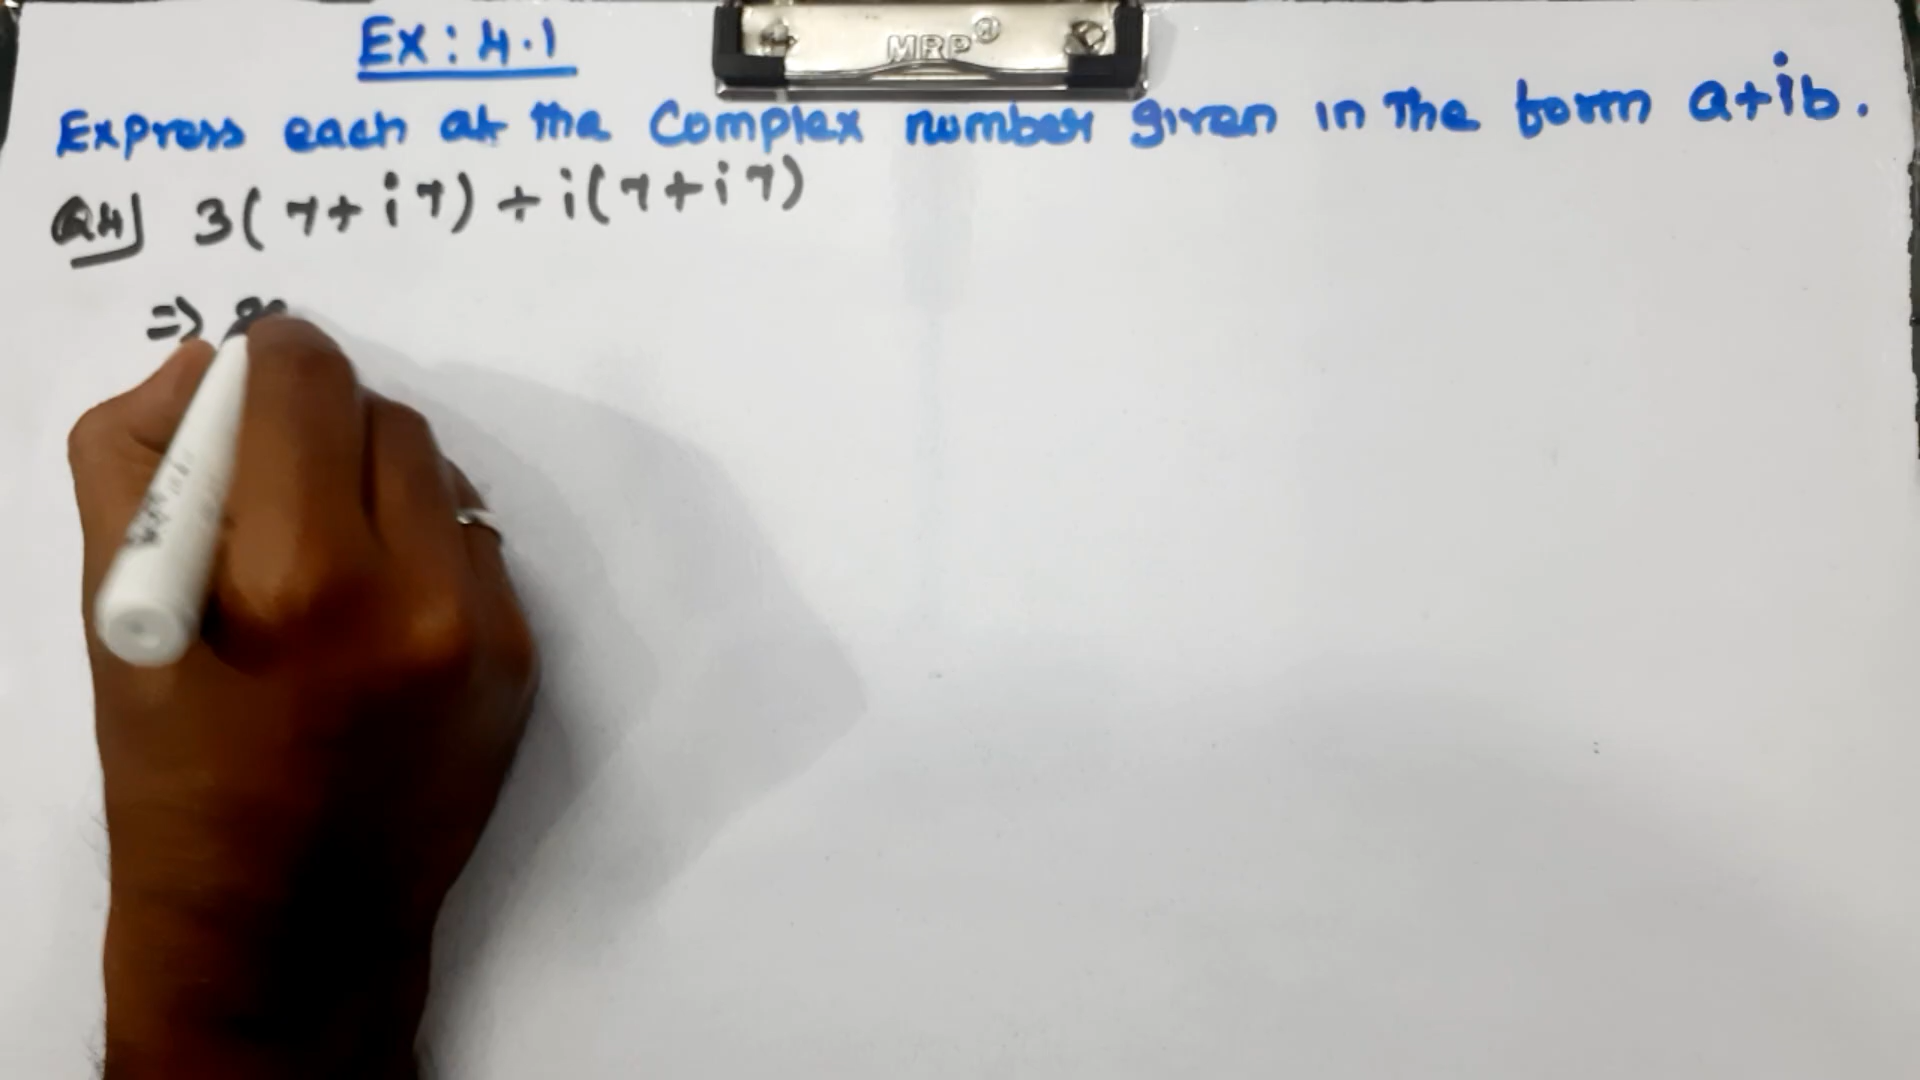 Ex: 4.1
MRP®
Express each of the Complex number given in the form a+ib.
Q4] 3(7+i7)+i(7+i7)
=>